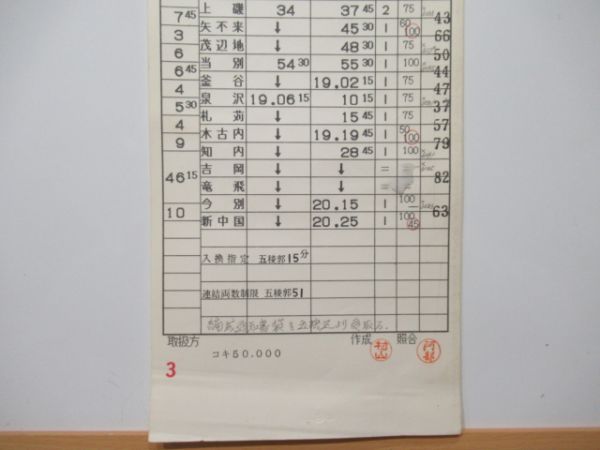 7 45 上磯 34 37 45 2 75 43
3 矢不来 ↓ 45 30 1 60 100 66
6 茂辺地 ↓ 48 30 1 75 50
6 45 当別 54 30 55 30 1 100 44
4 釜谷 ↓ 19.02 15 1 75 47
5 30 泉沢 19.06 15 10 15 1 75 37
4 札苅 ↓ 15 45 1 75 57
9 木古内 ↓ 19.19 45 1 50 100 79
知内 ↓ 28 45 1 100
46 15 吉岡 ↓ ↓ =
竜飛 ↓ ↓ = 82
今別 ↓ 20.15 1 100
10 新中国 ↓ 20.25 1 100 45 63
入換指定 五稜郭15分
連結両数制限 五稜郭51
取扱方 作成 村山 照合 阿部
コキ50.000
3